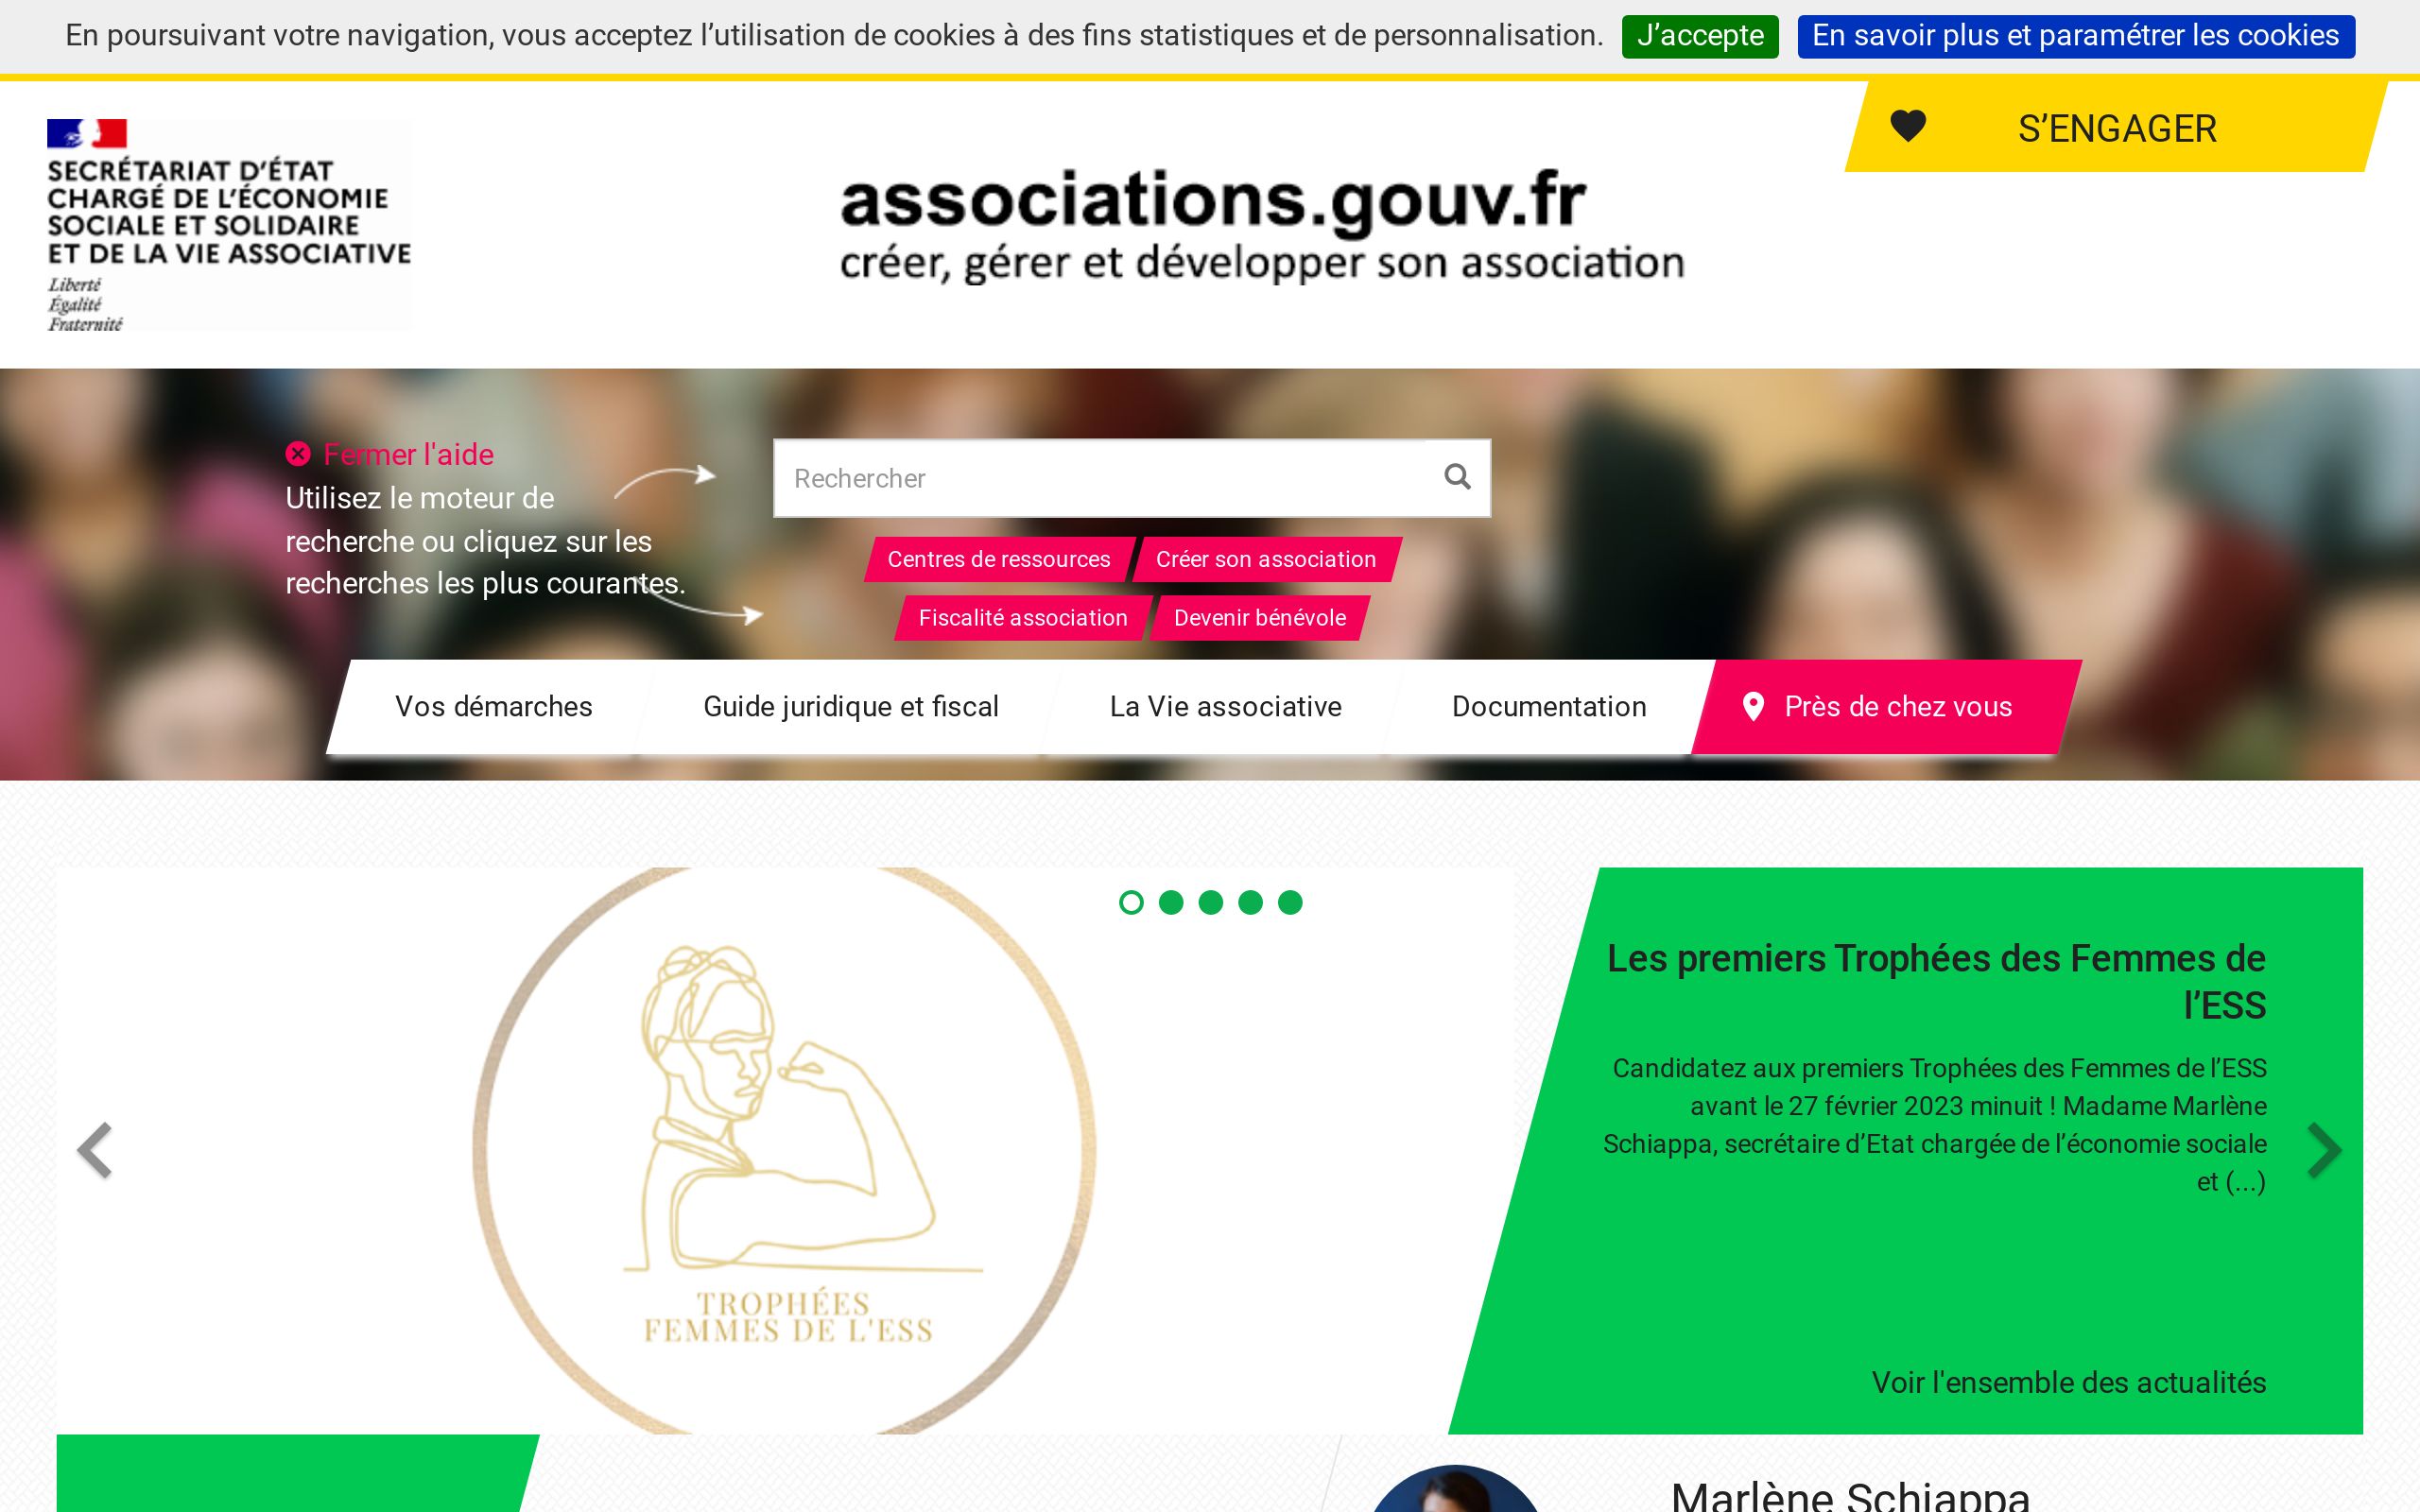 En poursuivant votre navigation, vous acceptez l’utilisation de cookies à des fins statistiques et de personnalisation.
J’accepte
En savoir plus et paramétrer les cookies
S’ENGAGER
SECRÉTARIAT D’ÉTAT
CHARGÉ DE L’ÉCONOMIE
SOCIALE ET SOLIDAIRE
ET DE LA VIE ASSOCIATIVE
Liberté
Égalité
Fraternité
associations.gouv.fr
créer, gérer et développer son association
Fermer l'aide
Utilisez le moteur de
recherche ou cliquez sur les
recherches les plus courantes.
Rechercher
Centres de ressources
Créer son association
Fiscalité association
Devenir bénévole
Vos démarches
Guide juridique et fiscal
La Vie associative
Documentation
Près de chez vous
TROPHÉES
FEMMES DE L'ESS
Les premiers Trophées des Femmes de
l’ESS
Candidatez aux premiers Trophées des Femmes de l’ESS
avant le 27 février 2023 minuit ! Madame Marlène
Schiappa, secrétaire d’Etat chargée de l’économie sociale
et (...)
Voir l'ensemble des actualités
Marlène Schiappa